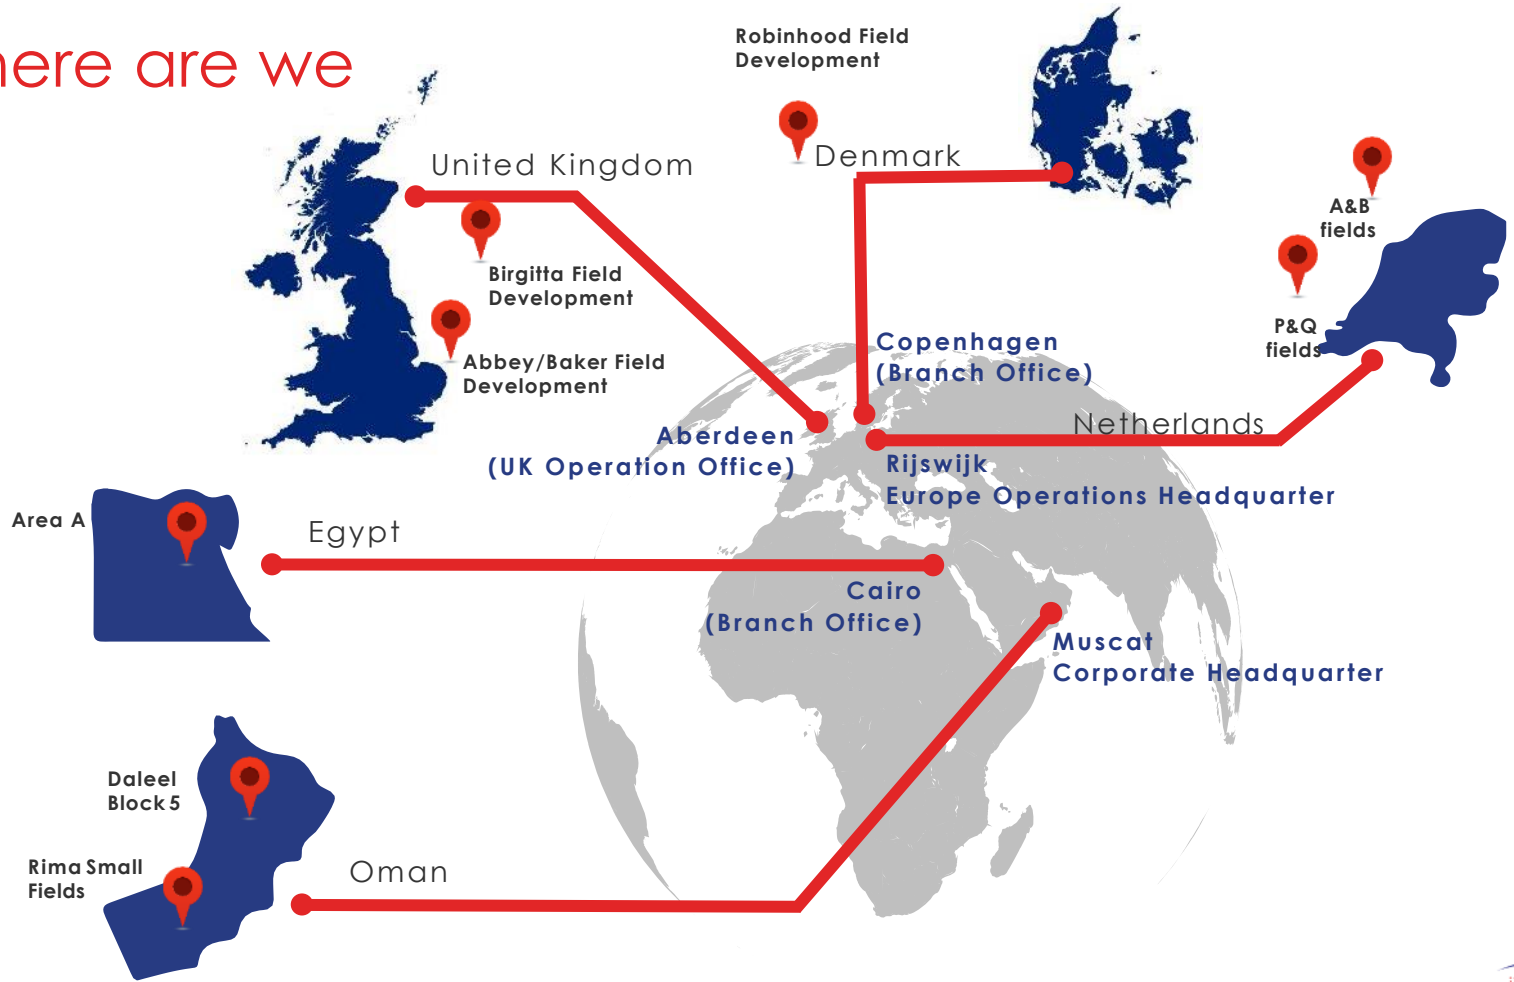 here are we
Robinhood Field
Development
United Kingdom
Denmark
A&B
fields
Birgitta Field
Development
P&Q
fields
Abbey/Baker Field
Development
Copenhagen
(Branch Office)
Netherlands
Aberdeen
(UK Operation Office)
Rijswijk
Europe Operations Headquarter
Area A
Egypt
Cairo
(Branch Office)
Muscat
Corporate Headquarter
Daleel
Block 5
Rima Small
Fields
Oman